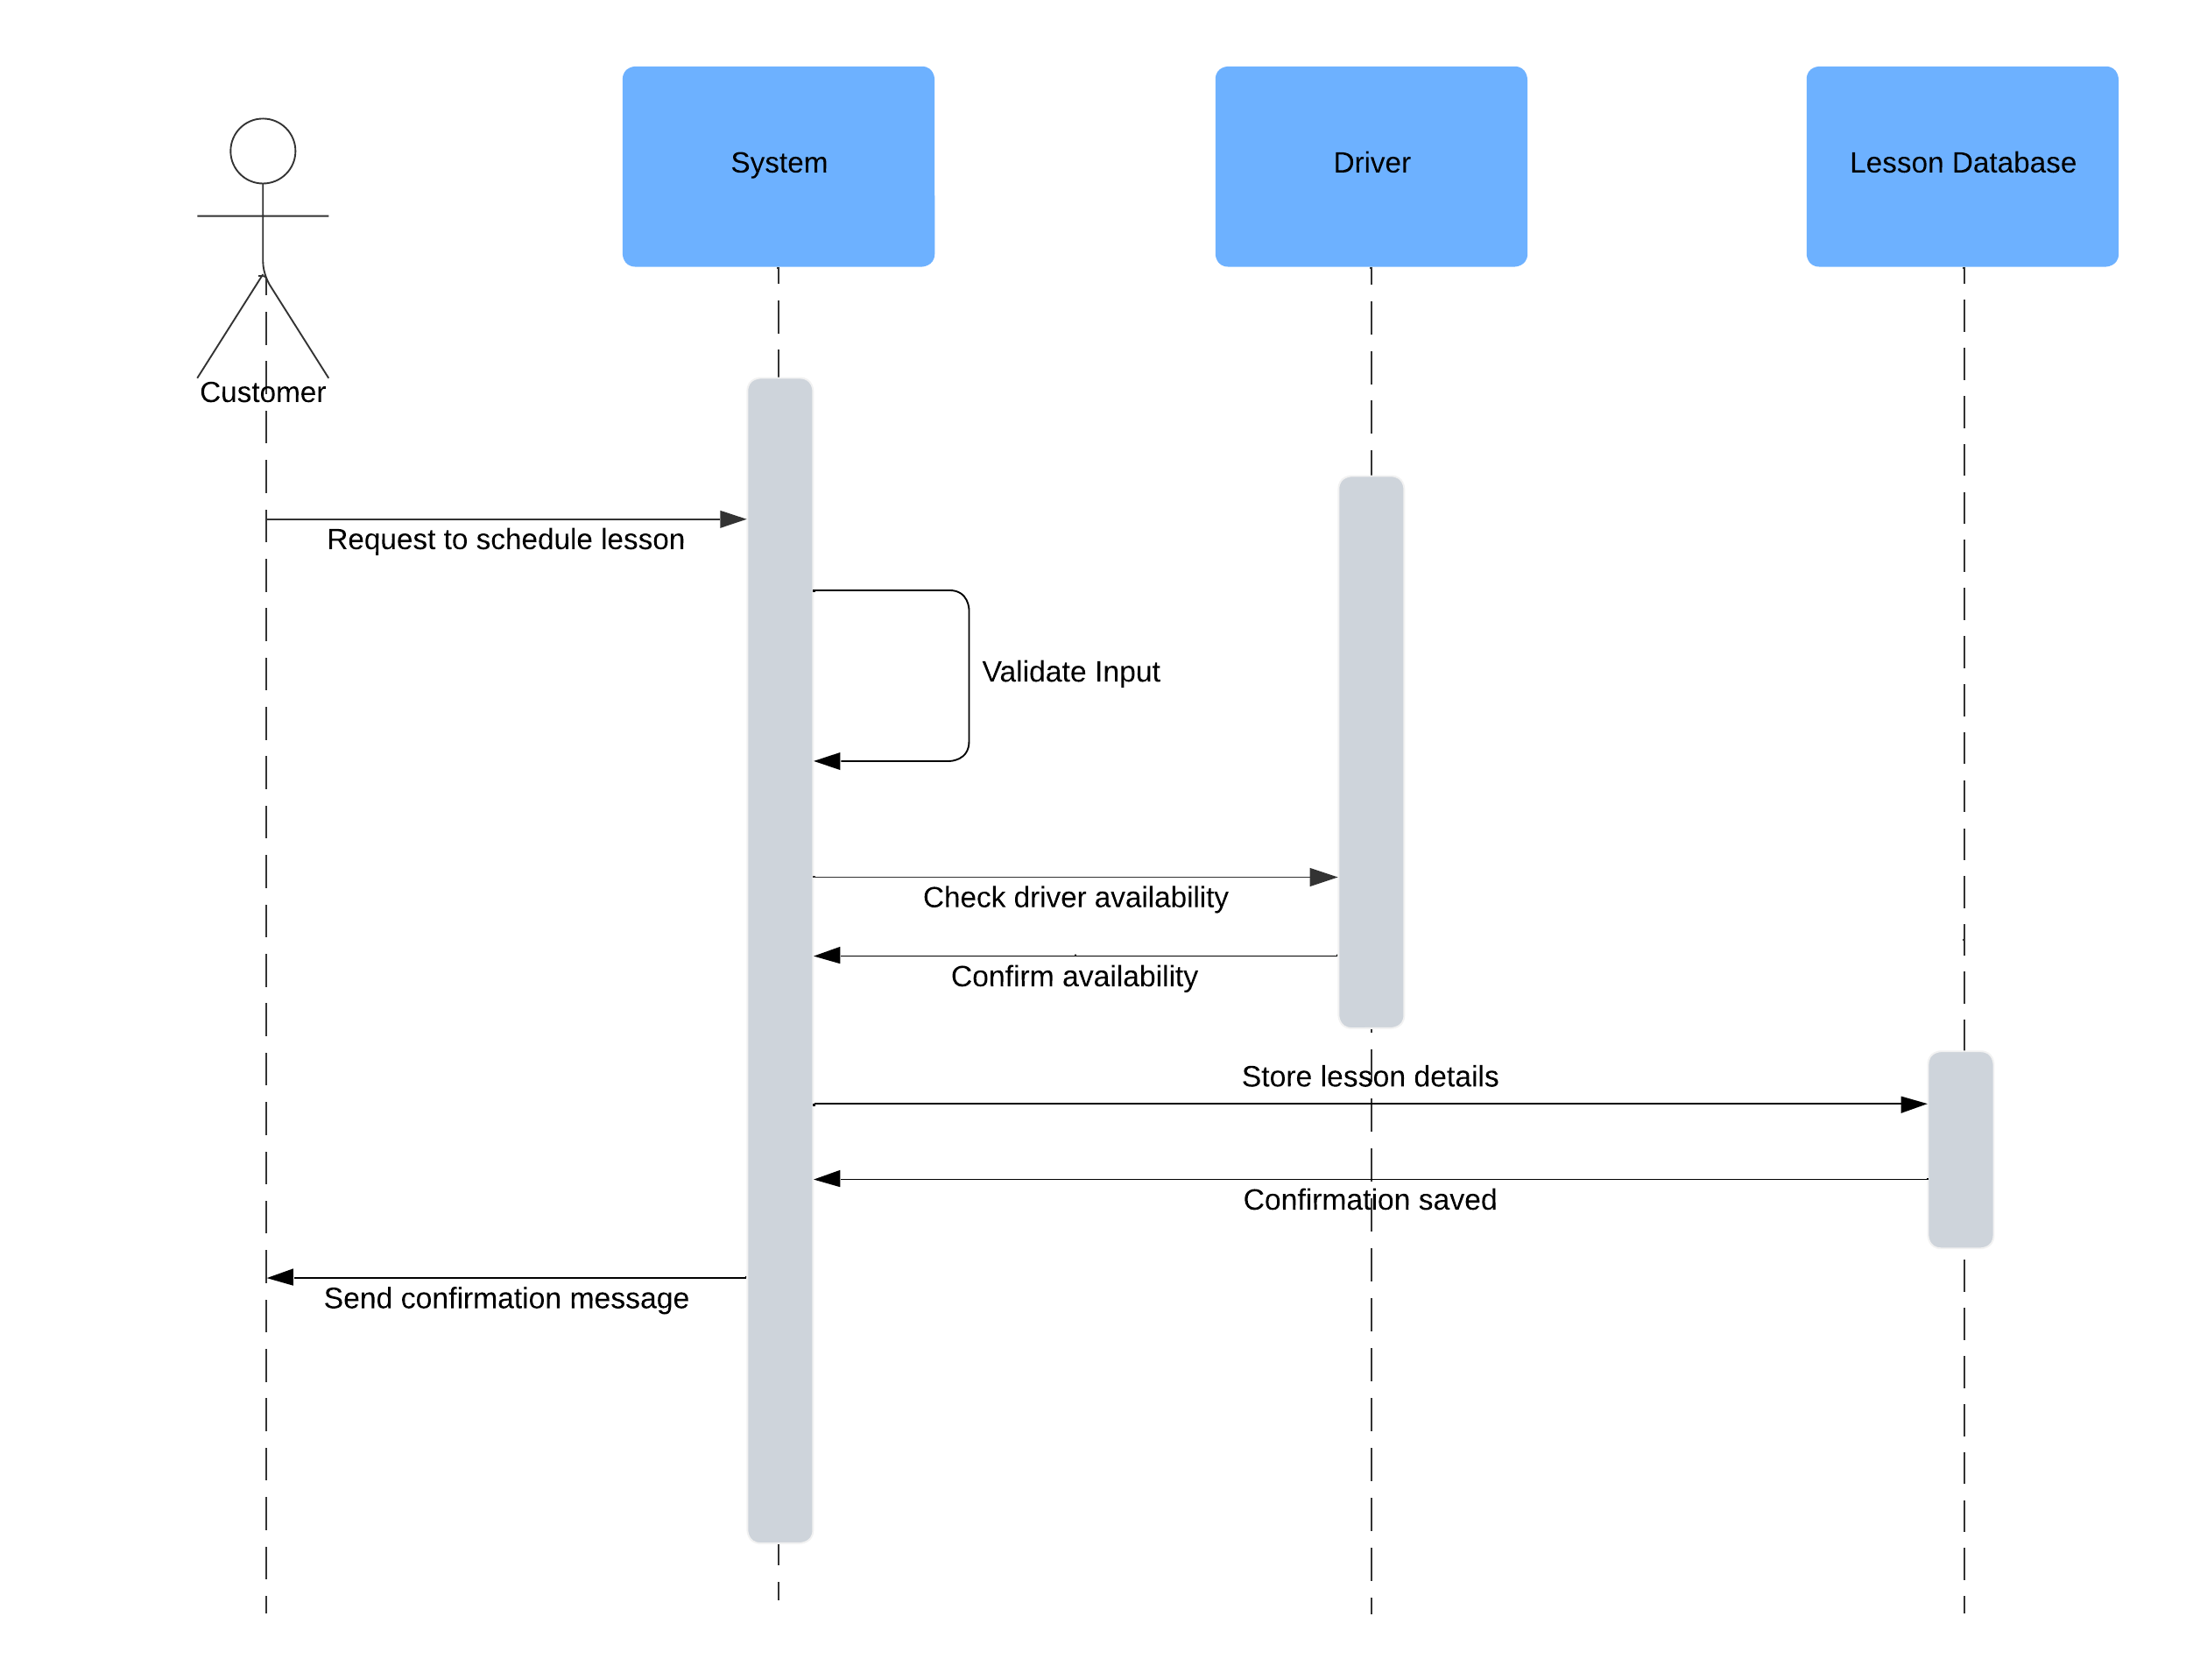 System
Driver
Lesson Database
Customer
Request to schedule lesson
Validate Input
Check driver availability
Confirm availability
Store lesson details
Confirmation saved
Send confirmation message